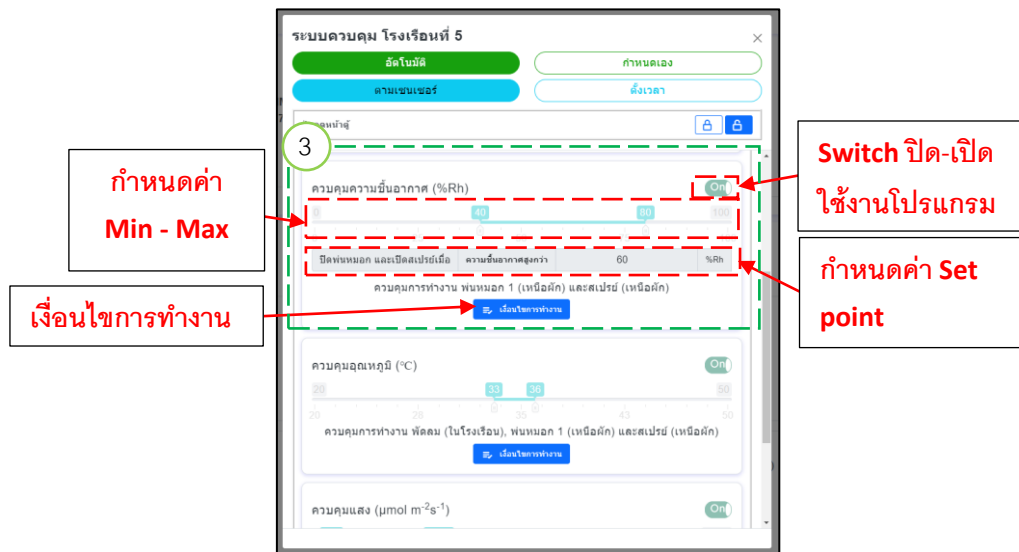 ระบบควบคุม โรงเรือนที่ 5
×
อัตโนมัติ
กำหนดเอง
ตามเซนเซอร์
ตั้งเวลา
3
ควบคุมความชื้นอากาศ (%Rh)
On
0
40
80
100
ปิดพ่นหมอก และเปิดสเปรย์เมื่อ
ความชื้นอากาศสูงกว่า
60
%Rh
ควบคุมการทำงาน พ่นหมอก 1 (เหนือผัก) และสเปรย์ (เหนือผัก)
เงื่อนไขการทำงาน
ควบคุมอุณหภูมิ (°C)
On
20
33
36
50
20
28
35
43
50
ควบคุมการทำงาน พัดลม (ในโรงเรือน), พ่นหมอก 1 (เหนือผัก) และสเปรย์ (เหนือผัก)
เงื่อนไขการทำงาน
ควบคุมแสง (µmol m⁻²s⁻¹)
On
กำหนดค่า
Min - Max
เงื่อนไขการทำงาน
Switch ปิด-เปิด
ใช้งานโปรแกรม
กำหนดค่า Set
point